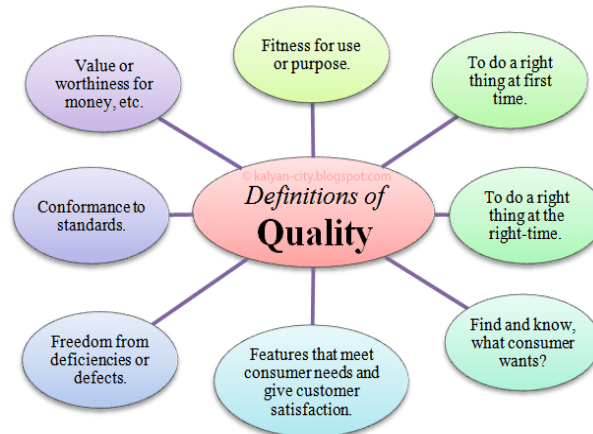 Fitness for use
or purpose.
To do a right
thing at first
time.
To do a right
thing at the
right-time.
Find and know,
what consumer
wants?
Features that meet
consumer needs and
give customer
satisfaction.
Freedom from
deficiencies or
defects.
Conformance to
standards.
Value or
worthiness for
money, etc.
© kalyan-city.blogspot.com
Definitions of
Quality